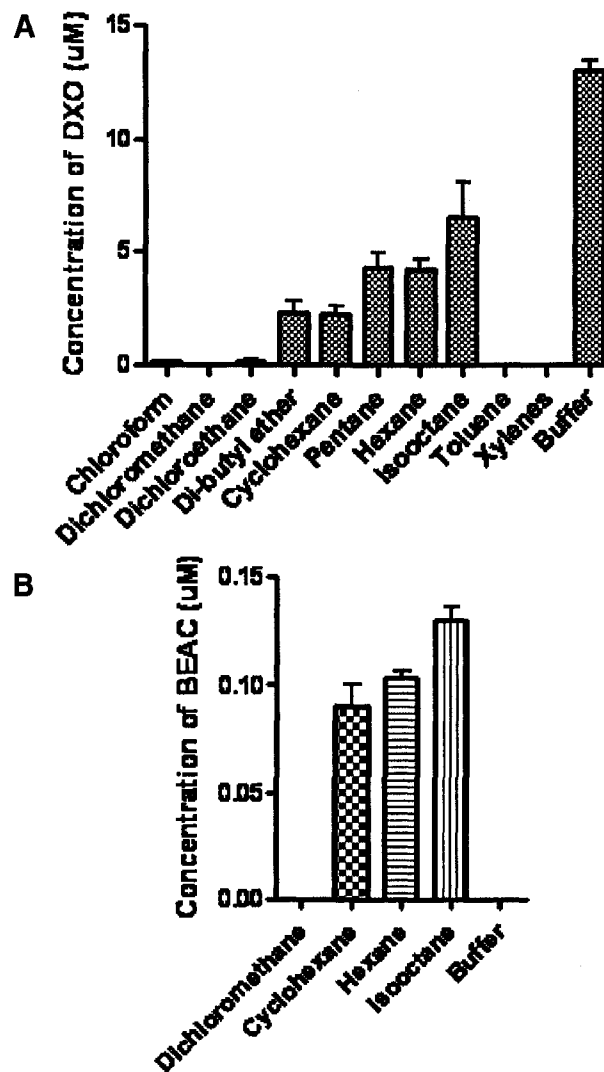 A
Concentration of DXO (uM)
15
10
5
0
Chloroform
Dichloromethane
Dichloroethane
Di-butyl ether
Cyclohexane
Pentane
Hexane
Isooctane
Toluene
Xylenes
Buffer
B
Concentration of BEAC (uM)
0.15
0.10
0.05
0.00
Dichloromethane
Cyclohexane
Hexane
Isooctane
Buffer